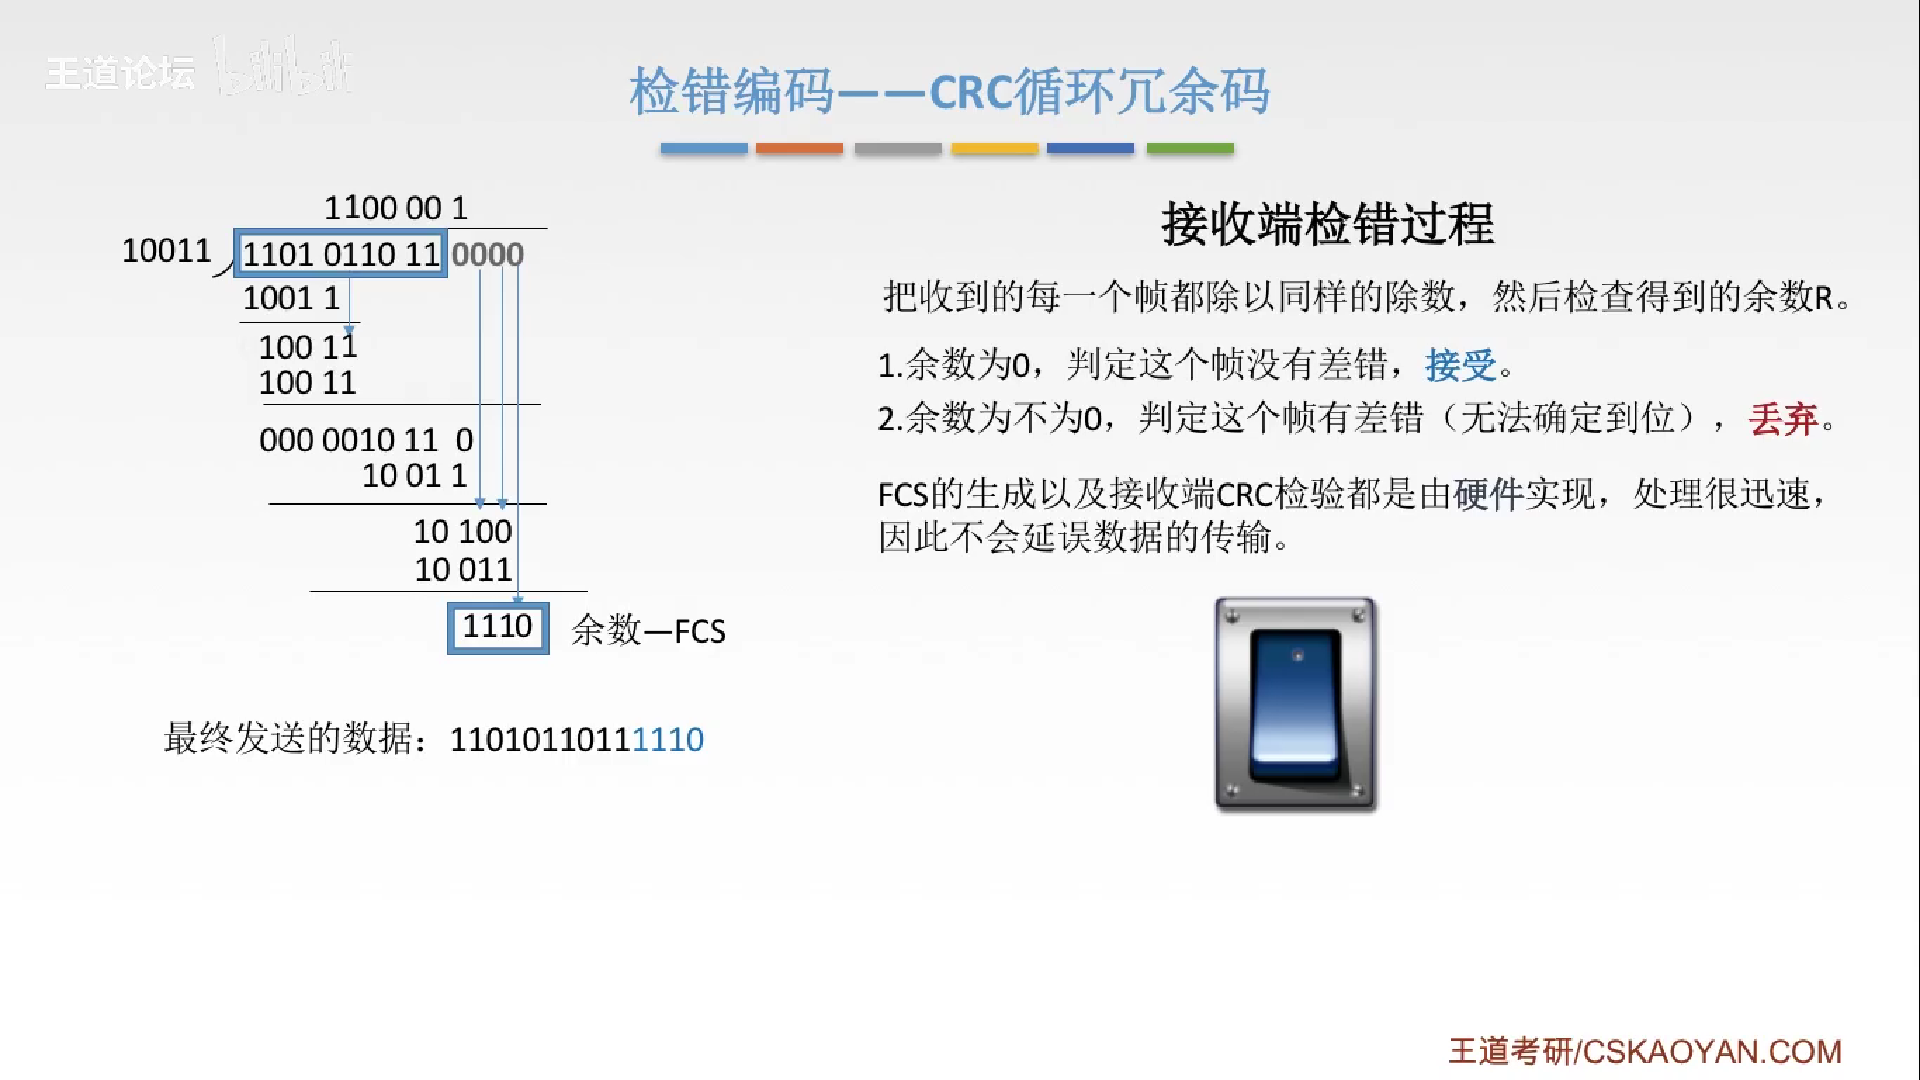 王道论坛 bilibili
检错编码——CRC循环冗余码
1100 00 1
10011
1101 0110 11 0000
1001 1
100 11
100 11
000 0010 11 0
10 01 1
10 100
10 011
1110
余数—FCS
最终发送的数据：11010110111110
接收端检错过程
把收到的每一个帧都除以同样的除数，然后检查得到的余数R。
1.余数为0，判定这个帧没有差错，接受。
2.余数为不为0，判定这个帧有差错（无法确定到位），丢弃。
FCS的生成以及接收端CRC检验都是由硬件实现，处理很迅速，
因此不会延误数据的传输。
王道考研/CSKAOYAN.COM